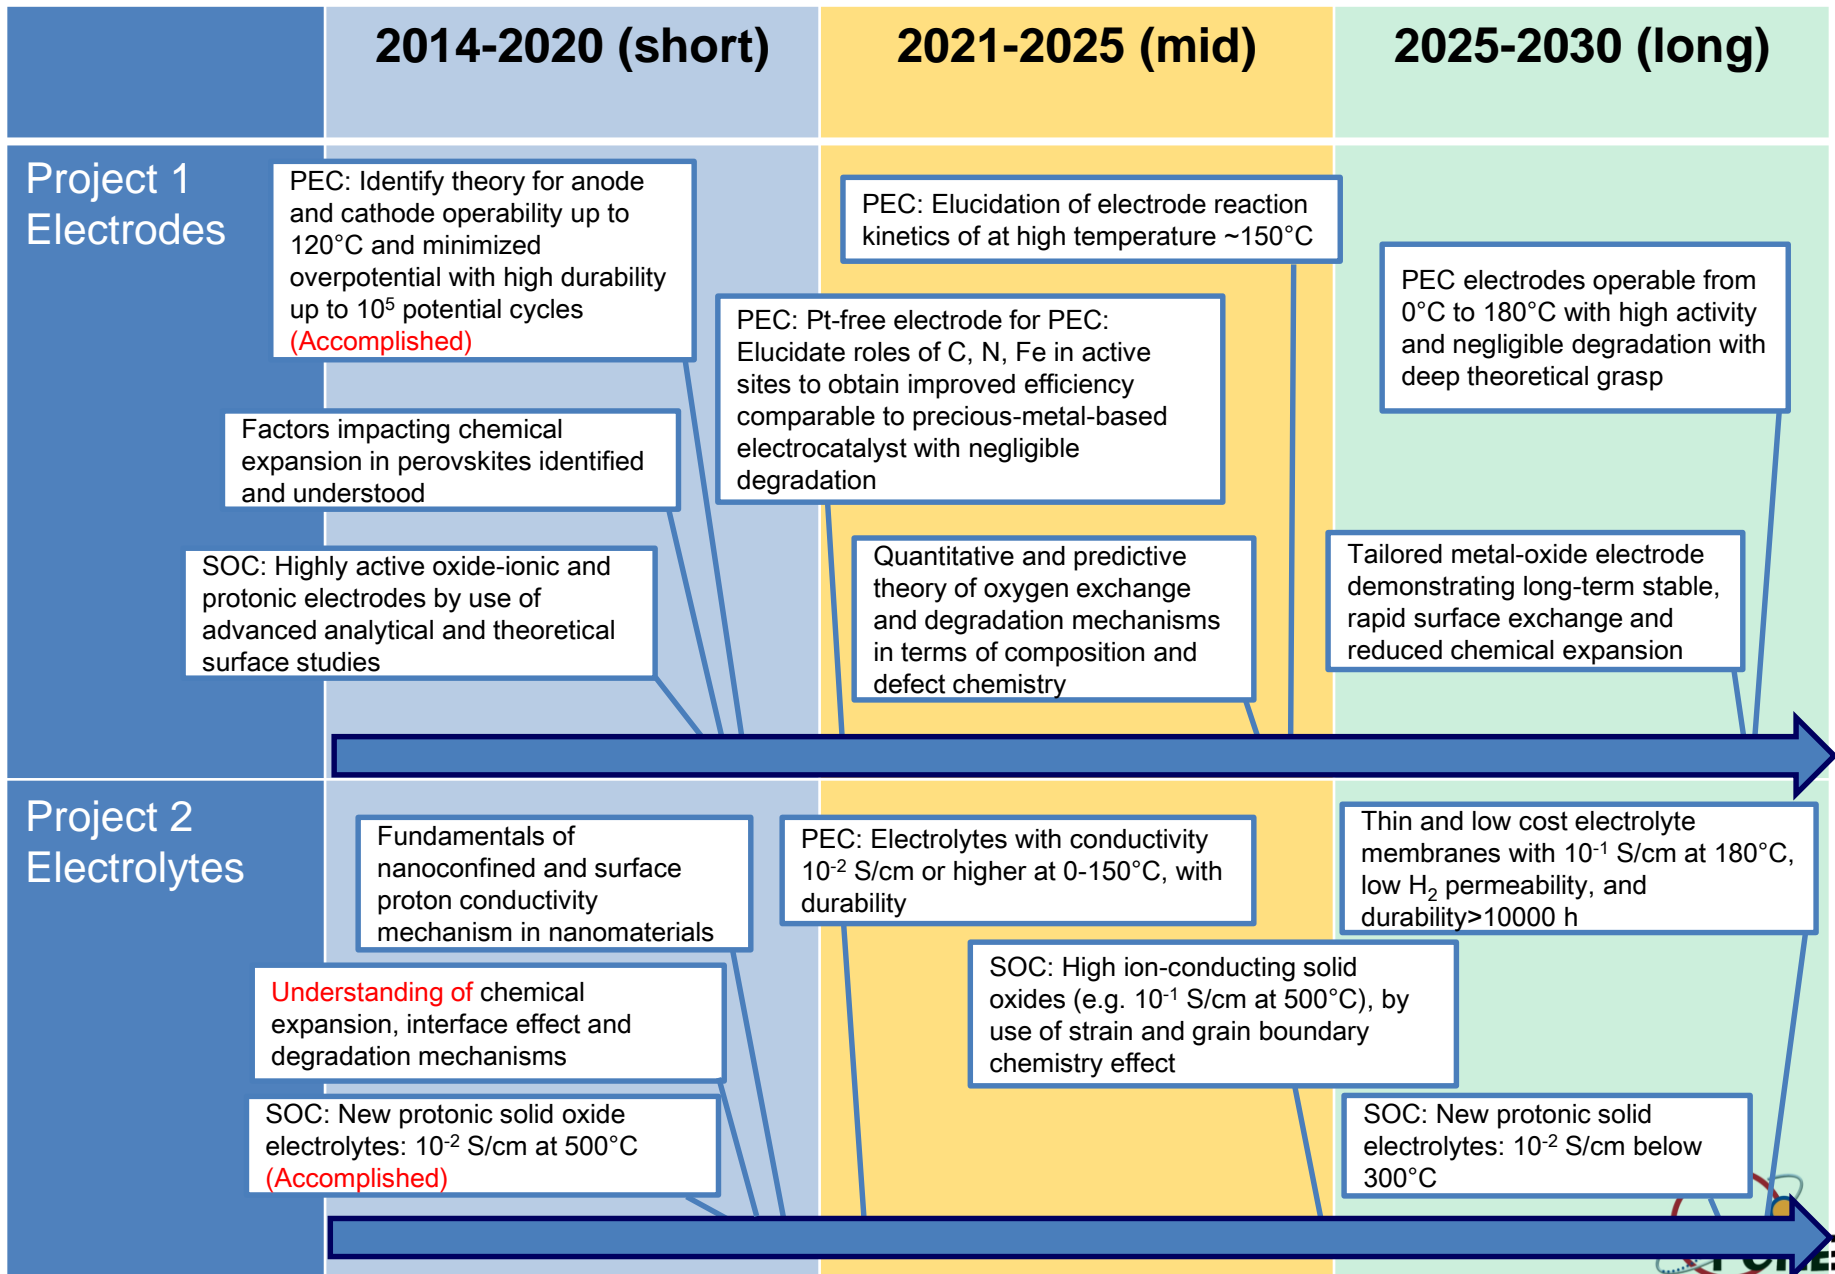 2014-2020 (short)
2021-2025 (mid)
2025-2030 (long)
Project 1
Electrodes
PEC: Identify theory for anode
and cathode operability up to
120°C and minimized
overpotential with high durability
up to 10⁵ potential cycles
(Accomplished)
Factors impacting chemical
expansion in perovskites identified
and understood
SOC: Highly active oxide-ionic and
protonic electrodes by use of
advanced analytical and theoretical
surface studies
PEC: Elucidation of electrode reaction
kinetics of at high temperature ~150°C
PEC: Pt-free electrode for PEC:
Elucidate roles of C, N, Fe in active
sites to obtain improved efficiency
comparable to precious-metal-based
electrocatalyst with negligible
degradation
Quantitative and predictive
theory of oxygen exchange
and degradation mechanisms
in terms of composition and
defect chemistry
PEC electrodes operable from
0°C to 180°C with high activity
and negligible degradation with
deep theoretical grasp
Tailored metal-oxide electrode
demonstrating long-term stable,
rapid surface exchange and
reduced chemical expansion
Project 2
Electrolytes
Fundamentals of
nanoconfined and surface
proton conductivity
mechanism in nanomaterials
Understanding of chemical
expansion, interface effect and
degradation mechanisms
SOC: New protonic solid oxide
electrolytes: 10⁻² S/cm at 500°C
(Accomplished)
PEC: Electrolytes with conductivity
10⁻² S/cm or higher at 0-150°C, with
durability
SOC: High ion-conducting solid
oxides (e.g. 10⁻¹ S/cm at 500°C), by
use of strain and grain boundary
chemistry effect
Thin and low cost electrolyte
membranes with 10⁻¹ S/cm at 180°C,
low H₂ permeability, and
durability>10000 h
SOC: New protonic solid
electrolytes: 10⁻² S/cm below
300°C